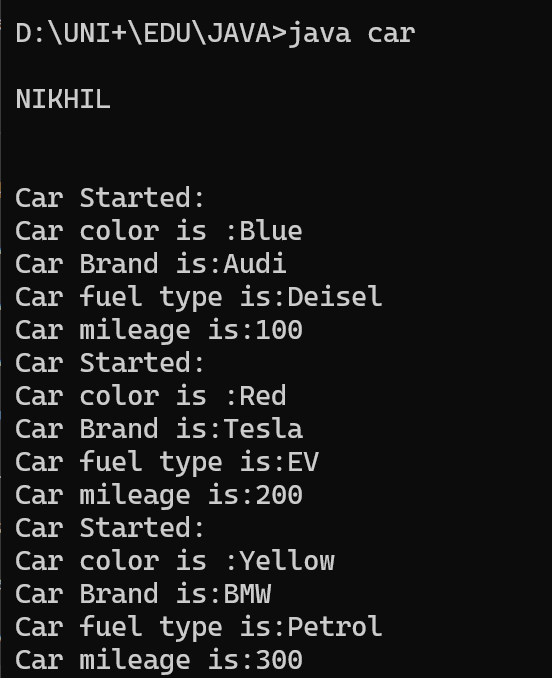 D:\UNI+\EDU\JAVA>java car
NIKHIL
Car Started:
Car color is :Blue
Car Brand is:Audi
Car fuel type is:Deisel
Car mileage is:100
Car Started:
Car color is :Red
Car Brand is:Tesla
Car fuel type is:EV
Car mileage is:200
Car Started:
Car color is :Yellow
Car Brand is:BMW
Car fuel type is:Petrol
Car mileage is:300